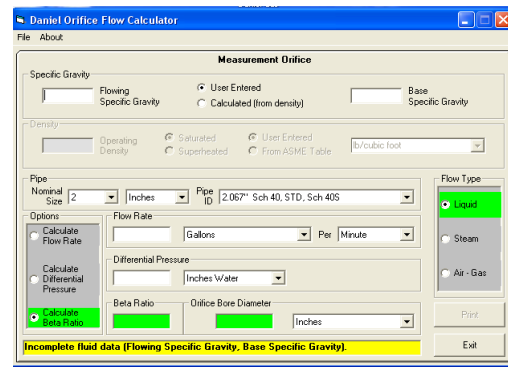 Daniel Orifice Flow Calculator
File About
Measurement Orifice
Specific Gravity
Flowing Specific Gravity
User Entered
Calculated (from density)
Base Specific Gravity
Density
Operating Density
Saturated
Superheated
User Entered
From ASME Table
lb/cubic foot
Pipe
Nominal Size 2 Inches Pipe ID 2.067" Sch 40, STD, Sch 40S
Flow Type
Liquid
Steam
Air - Gas
Options
Calculate Flow Rate
Calculate Differential Pressure
Calculate Beta Ratio
Flow Rate
Gallons Per Minute
Differential Pressure
Inches Water
Beta Ratio
Orifice Bore Diameter
Inches
Print
Exit
Incomplete fluid data (Flowing Specific Gravity, Base Specific Gravity).